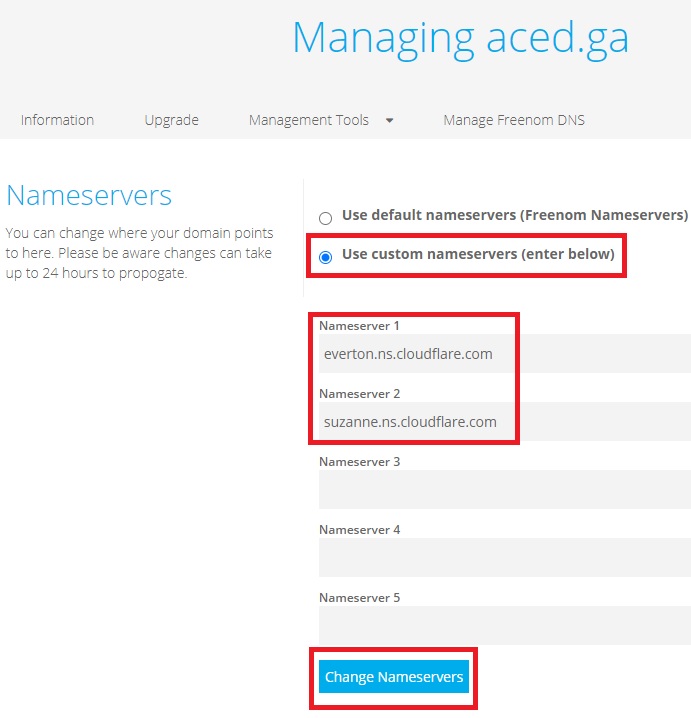 Managing aced.ga
Information Upgrade Management Tools Manage Freenom DNS
Nameservers
You can change where your domain points
to here. Please be aware changes can take
up to 24 hours to propogate.
Use default nameservers (Freenom Nameservers)
Use custom nameservers (enter below)
Nameserver 1
everton.ns.cloudflare.com
Nameserver 2
suzanne.ns.cloudflare.com
Nameserver 3
Nameserver 4
Nameserver 5
Change Nameservers